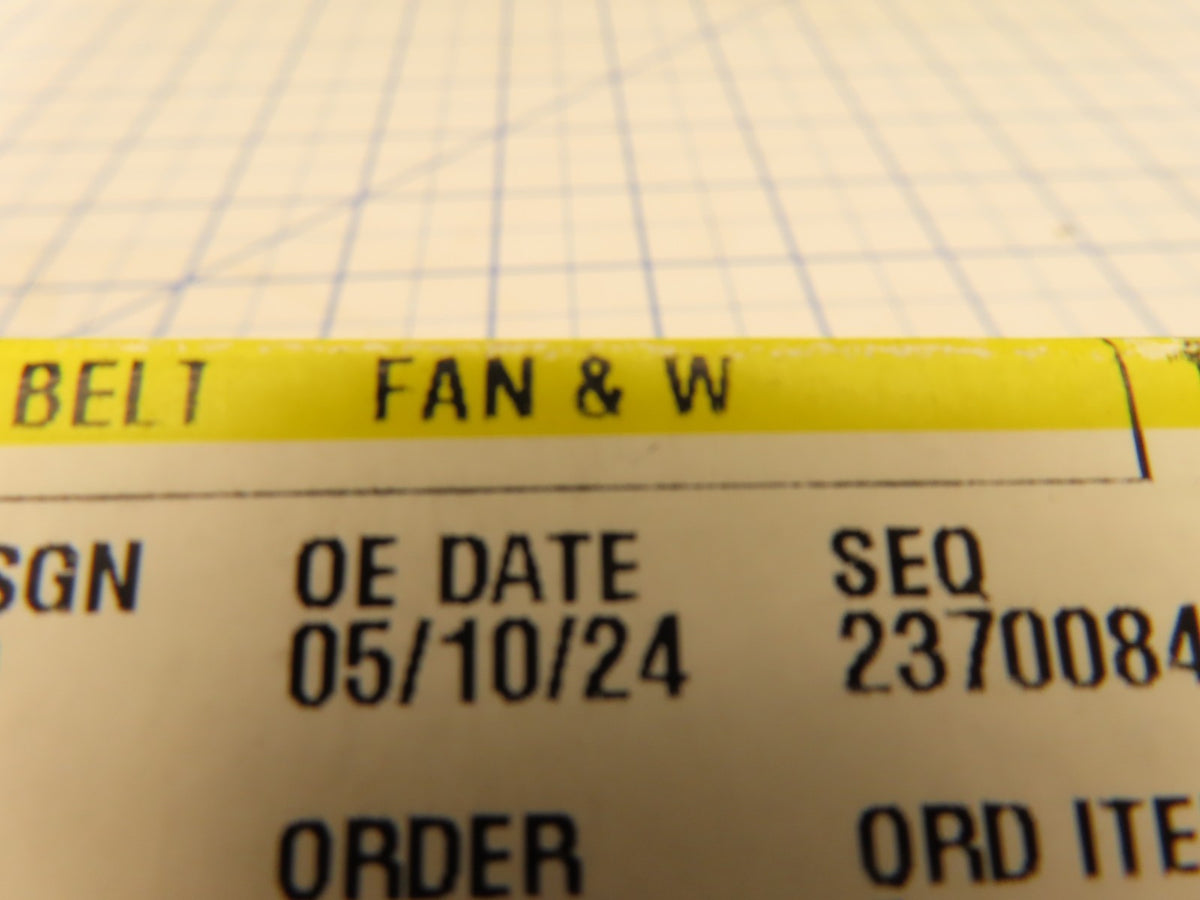 BELT FAN & W
SGN OE DATE SEQ
05/10/24 2370084
ORDER ORD ITE